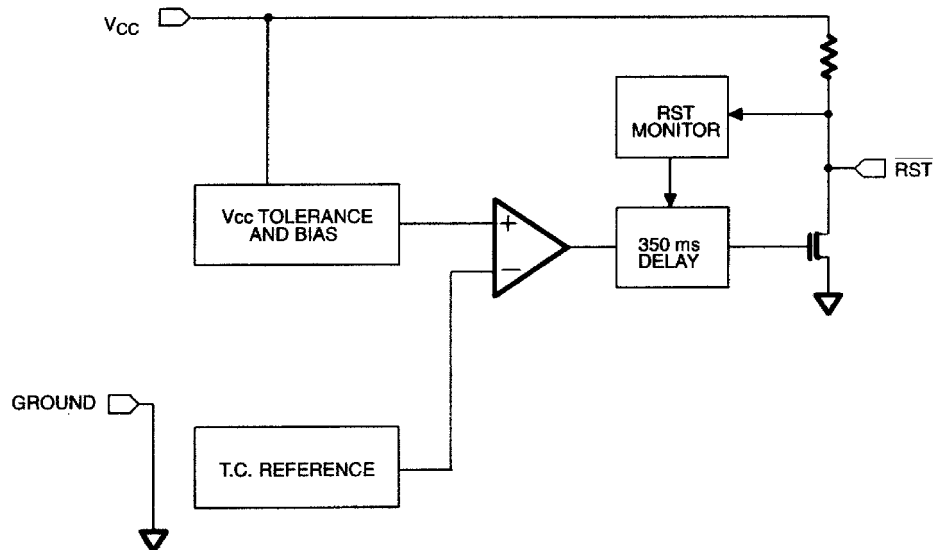 VCC
RST
MONITOR
RST
Vcc TOLERANCE
AND BIAS
+
−
350 ms
DELAY
GROUND
T.C. REFERENCE